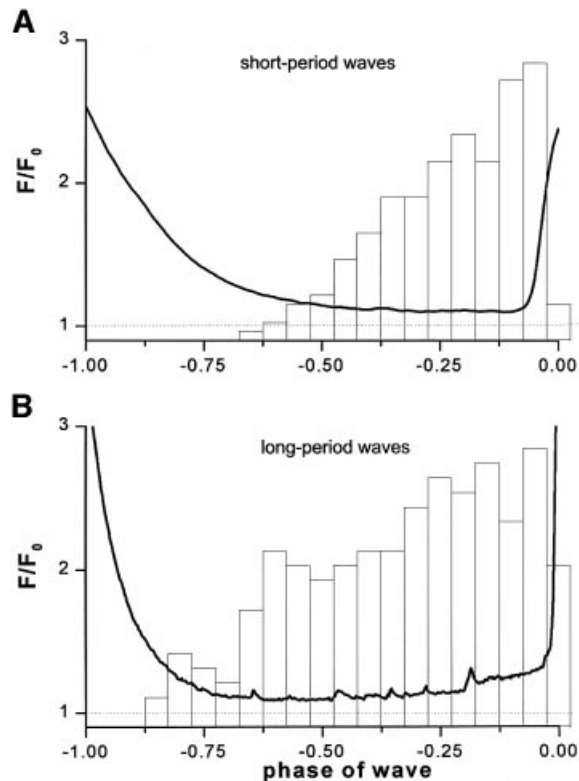 A
3
short-period waves
F/F0
2
1
-1.00 -0.75 -0.50 -0.25 0.00
B
3
long-period waves
F/F0
2
1
-1.00 -0.75 -0.50 -0.25 0.00
phase of wave